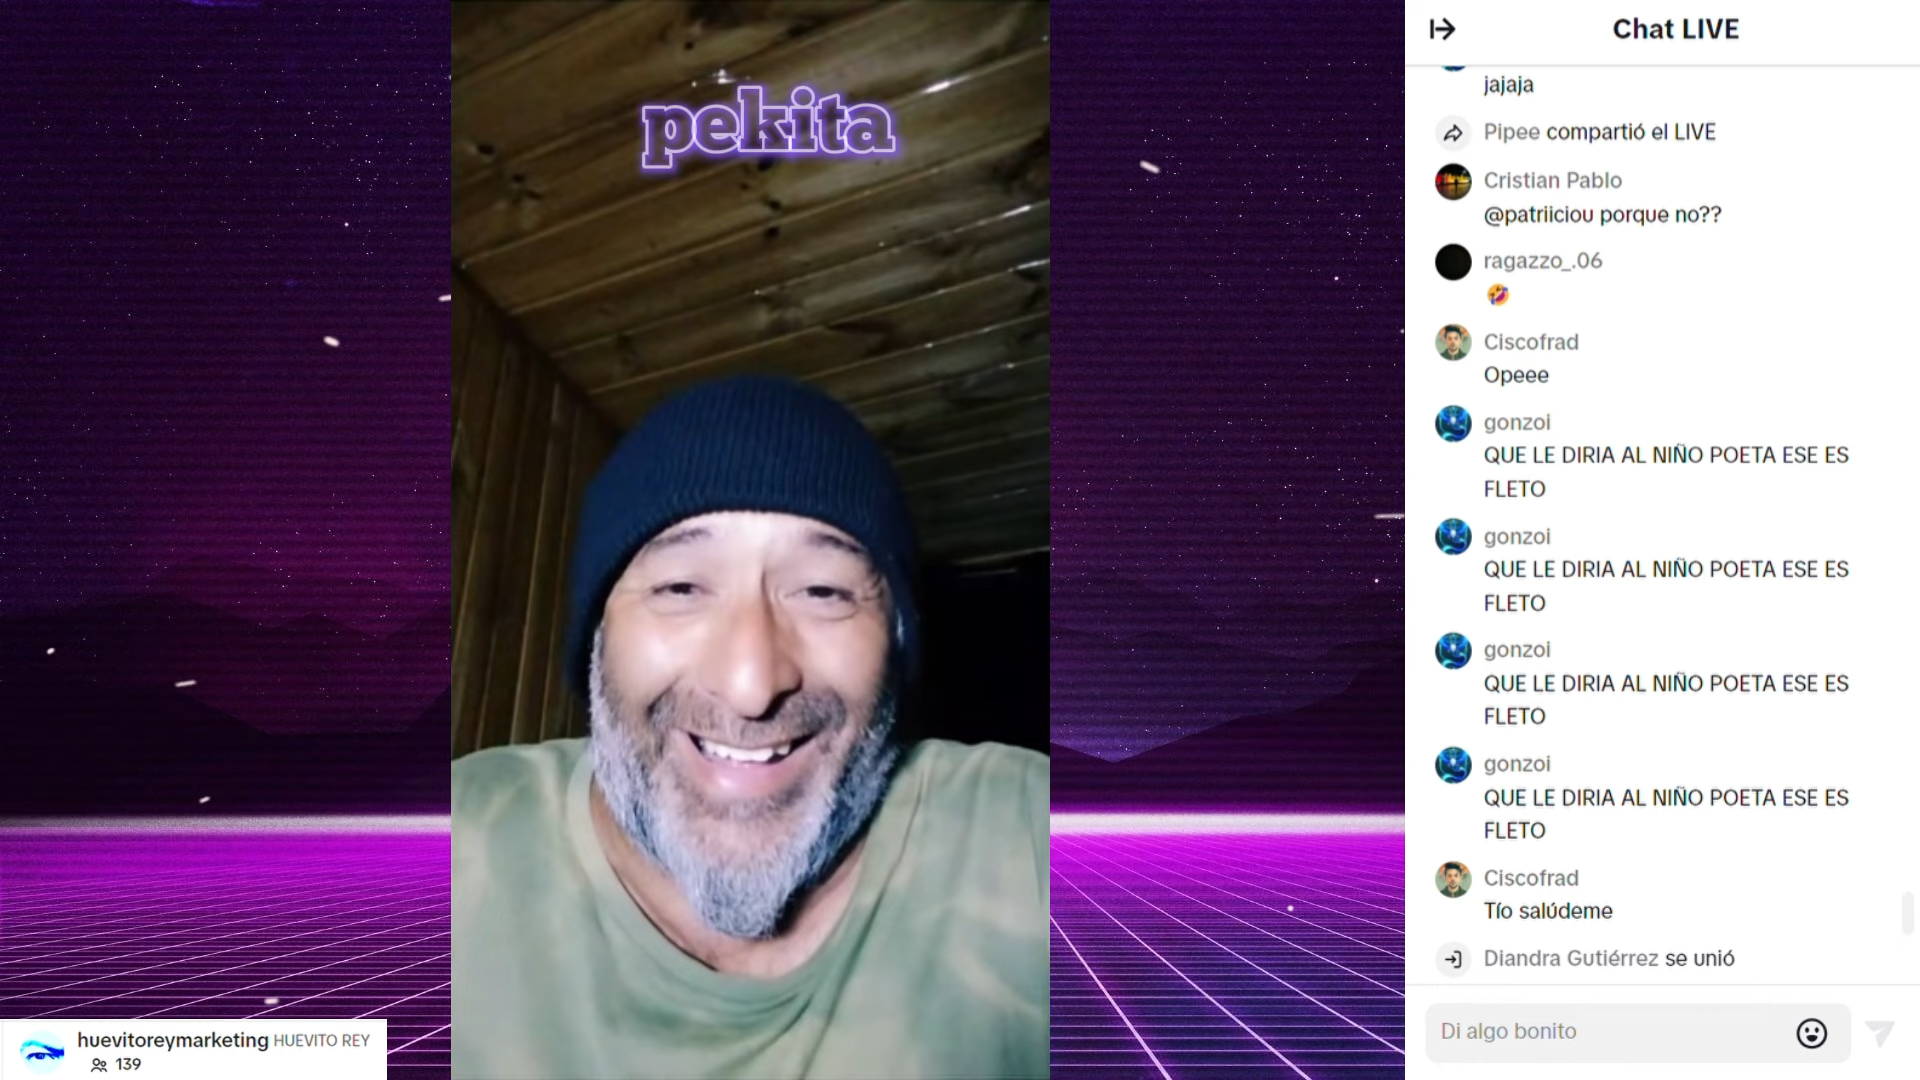 pekita
Chat LIVE
jajaja
Pipee compartió el LIVE
Cristian Pablo
@patriiciou porque no??
ragazzo_.06
🤣
Ciscofrad
Opeee
gonzoi
QUE LE DIRIA AL NIÑO POETA ESE ES
FLETO
gonzoi
QUE LE DIRIA AL NIÑO POETA ESE ES
FLETO
gonzoi
QUE LE DIRIA AL NIÑO POETA ESE ES
FLETO
gonzoi
QUE LE DIRIA AL NIÑO POETA ESE ES
FLETO
Ciscofrad
Tío salúdeme
Diandra Gutiérrez se unió
Di algo bonito
huevitoreymarketing HUEVITO REY
139